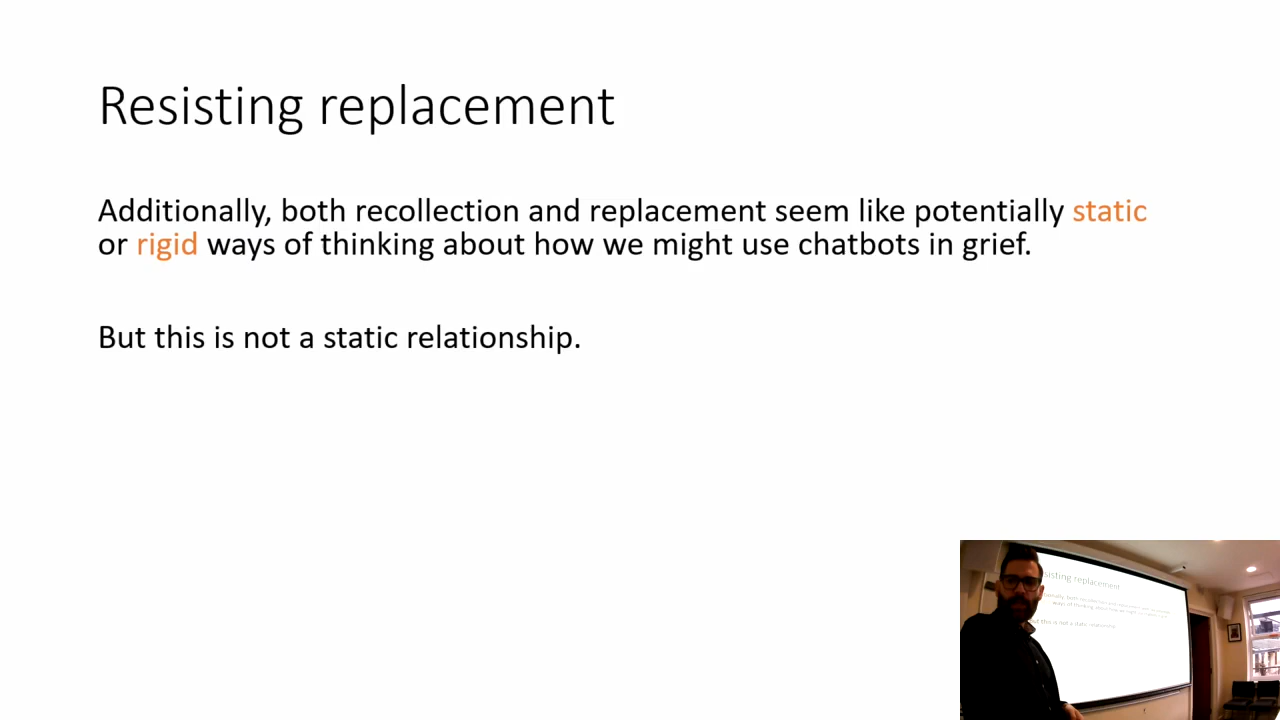 Resisting replacement
Additionally, both recollection and replacement seem like potentially static
or rigid ways of thinking about how we might use chatbots in grief.
But this is not a static relationship.